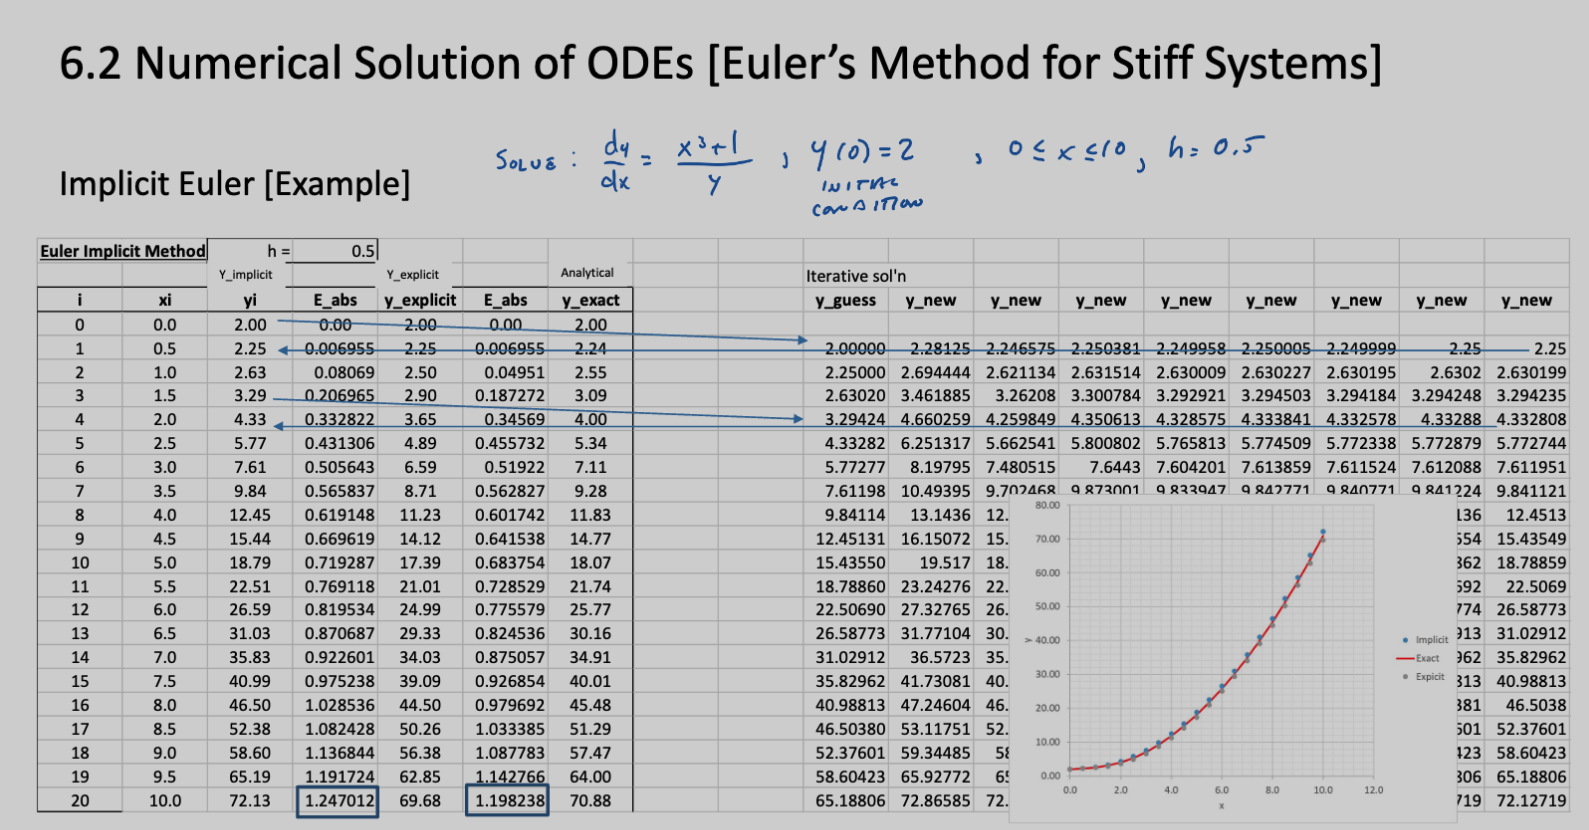 6.2 Numerical Solution of ODEs [Euler’s Method for Stiff Systems]
SOLVE : dy/dx = x³+1/y , y(0)=2 , 0 ≤ x ≤ 10, h= 0.5
INITIAL
CONDITION
Implicit Euler [Example]
Euler Implicit Method h = 0.5
Y_implicit Y_explicit Analytical Iterative sol'n
i xi yi E_abs y_explicit E_abs y_exact y_guess y_new y_new y_new y_new y_new y_new y_new y_new
0 0.0 2.00 0.00 2.00 0.00 2.00
1 0.5 2.25 0.006955 2.25 0.006955 2.24 2.00000 2.28125 2.246575 2.250381 2.249958 2.250005 2.249999 2.25 2.25
2 1.0 2.63 0.08069 2.50 0.04951 2.55 2.25000 2.694444 2.621134 2.631514 2.630009 2.630227 2.630195 2.6302 2.630199
3 1.5 3.29 0.206965 2.90 0.187272 3.09 2.63020 3.461885 3.26208 3.300784 3.292921 3.294503 3.294184 3.294248 3.294235
4 2.0 4.33 0.332822 3.65 0.34569 4.00 3.29424 4.660259 4.259849 4.350613 4.328575 4.333841 4.332578 4.33288 4.332808
5 2.5 5.77 0.431306 4.89 0.455732 5.34 4.33282 6.251317 5.662541 5.800802 5.765813 5.774509 5.772338 5.772879 5.772744
6 3.0 7.61 0.505643 6.59 0.51922 7.11 5.77277 8.19795 7.480515 7.6443 7.604201 7.613859 7.611524 7.612088 7.611951
7 3.5 9.84 0.565837 8.71 0.562827 9.28 7.61198 10.49395 9.702468 9.873001 9.833947 9.842771 9.840771 9.841224 9.841121
8 4.0 12.45 0.619148 11.23 0.601742 11.83 9.84114 13.1436 12. 136 12.4513
9 4.5 15.44 0.669619 14.12 0.641538 14.77 12.45131 16.15072 15. 554 15.43549
10 5.0 18.79 0.719287 17.39 0.683754 18.07 15.43550 19.517 18. 362 18.78859
11 5.5 22.51 0.769118 21.01 0.728529 21.74 18.78860 23.24276 22. 592 22.5069
12 6.0 26.59 0.819534 24.99 0.775579 25.77 22.50690 27.32765 26. 774 26.58773
13 6.5 31.03 0.870687 29.33 0.824536 30.16 26.58773 31.77104 30. 913 31.02912
14 7.0 35.83 0.922601 34.03 0.875057 34.91 31.02912 36.5723 35. 962 35.82962
15 7.5 40.99 0.975238 39.09 0.926854 40.01 35.82962 41.73081 40. 313 40.98813
16 8.0 46.50 1.028536 44.50 0.979692 45.48 40.98813 47.24604 46. 381 46.5038
17 8.5 52.38 1.082428 50.26 1.033385 51.29 46.50380 53.11751 52. 501 52.37601
18 9.0 58.60 1.136844 56.38 1.087783 57.47 52.37601 59.34485 58 423 58.60423
19 9.5 65.19 1.191724 62.85 1.142766 64.00 58.60423 65.92772 65 306 65.18806
20 10.0 72.13 1.247012 69.68 1.198238 70.88 65.18806 72.86585 72. 719 72.12719
80.00
70.00
60.00
50.00
40.00
30.00
20.00
10.00
0.00
Y
0.0 2.0 4.0 6.0 8.0 10.0 12.0
x
Implicit
Exact
Expicit